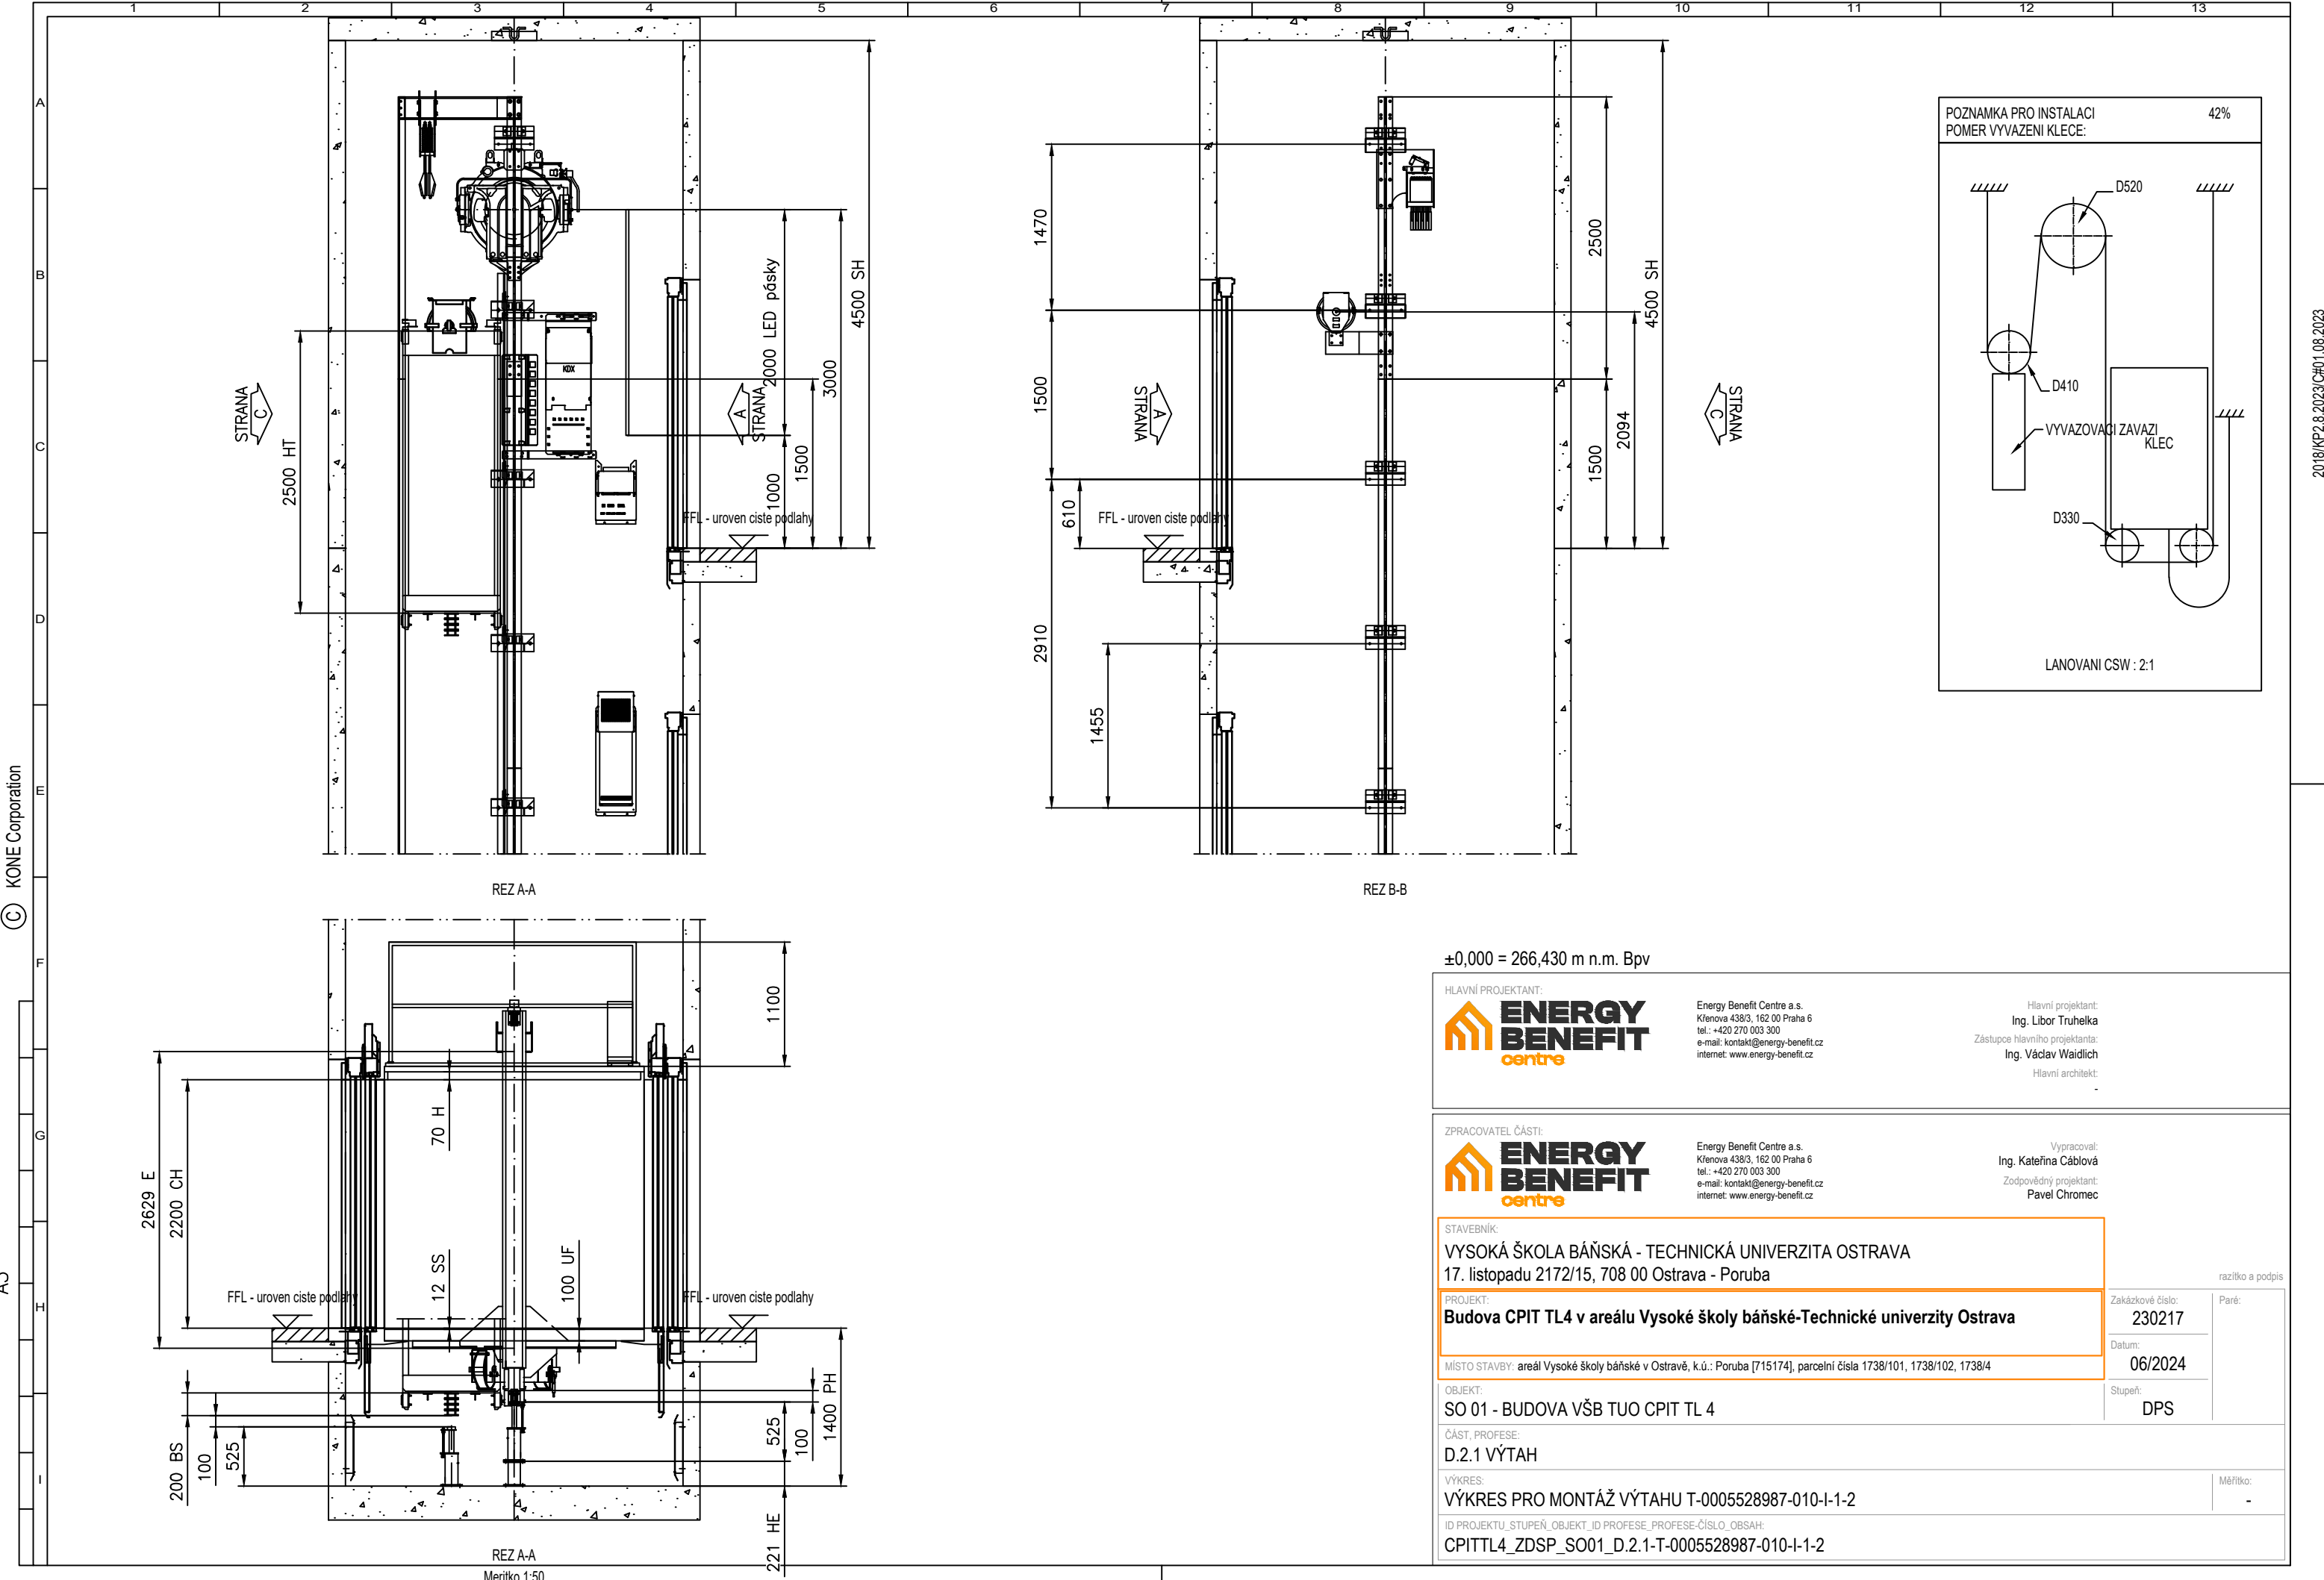 1 2 3 4 5 6 7 8 9 10 11 12 13
A
B
C
D
E
F
G
H
I
C KONE Corporation
2018/KP2.8.2023/C#01.08.2023
STRANA
C
2500 HT
KDX
2000 LED pásky
4500 SH
3000
A
STRANA
1500
1000
FFL - uroven ciste podlahy
REZ A-A
1470
1500
610
2910
1455
FFL - uroven ciste podlahy
STRANA
A
2500
4500 SH
2094
1500
STRANA
C
REZ B-B
POZNAMKA PRO INSTALACI 42%
POMER VYVAZENI KLECE:
D520
D410
VYVAZOVACI ZAVAZI
KLEC
D330
LANOVANI CSW : 2:1
1100
70 H
2629 E
2200 CH
12 SS
100 UF
FFL - uroven ciste podlahy
FFL - uroven ciste podlahy
200 BS
100
525
525
100
1400 PH
221 HE
REZ A-A
Meritko 1:50
±0,000 = 266,430 m n.m. Bpv
HLAVNÍ PROJEKTANT:
ENERGY
BENEFIT
centre
Energy Benefit Centre a.s.
Křenova 438/3, 162 00 Praha 6
tel.: +420 270 003 300
e-mail: kontakt@energy-benefit.cz
internet: www.energy-benefit.cz
Hlavní projektant:
Ing. Libor Truhelka
Zástupce hlavního projektanta:
Ing. Václav Waidlich
Hlavní architekt:
-
ZPRACOVATEL ČÁSTI:
ENERGY
BENEFIT
centre
Energy Benefit Centre a.s.
Křenova 438/3, 162 00 Praha 6
tel.: +420 270 003 300
e-mail: kontakt@energy-benefit.cz
internet: www.energy-benefit.cz
Vypracoval:
Ing. Kateřina Cáblová
Zodpovědný projektant:
Pavel Chromec
STAVEBNÍK:
VYSOKÁ ŠKOLA BÁŇSKÁ - TECHNICKÁ UNIVERZITA OSTRAVA
17. listopadu 2172/15, 708 00 Ostrava - Poruba
razítko a podpis
PROJEKT:
Budova CPIT TL4 v areálu Vysoké školy báňské-Technické univerzity Ostrava
Zakázkové číslo:
230217
Paré:
Datum:
06/2024
MÍSTO STAVBY: areál Vysoké školy báňské v Ostravě, k.ú.: Poruba [715174], parcelní čísla 1738/101, 1738/102, 1738/4
OBJEKT:
SO 01 - BUDOVA VŠB TUO CPIT TL 4
Stupeň:
DPS
ČÁST, PROFESE:
D.2.1 VÝTAH
VÝKRES:
VÝKRES PRO MONTÁŽ VÝTAHU T-0005528987-010-I-1-2
Měřítko:
-
ID PROJEKTU_STUPEŇ_OBJEKT_ID PROFESE_PROFESE-ČÍSLO_OBSAH:
CPITTL4_ZDSP_SO01_D.2.1-T-0005528987-010-I-1-2